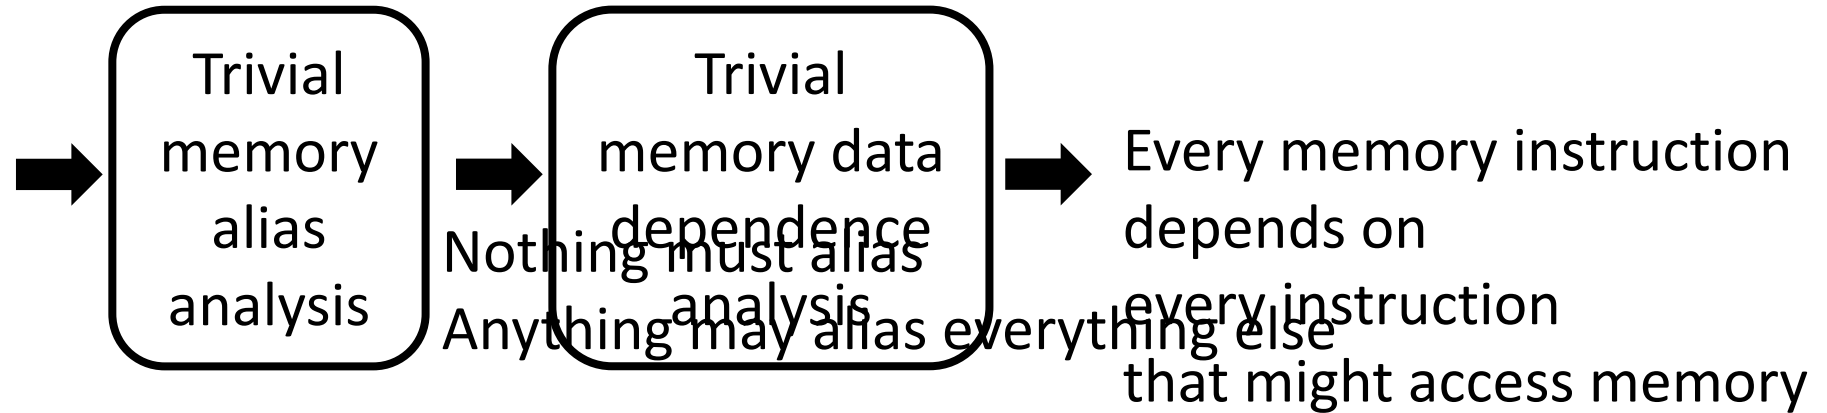 Trivial
memory
alias
analysis
Nothing must alias
Anything may alias everything else
Trivial
memory data
dependence
analysis
Every memory instruction
depends on
every instruction
that might access memory